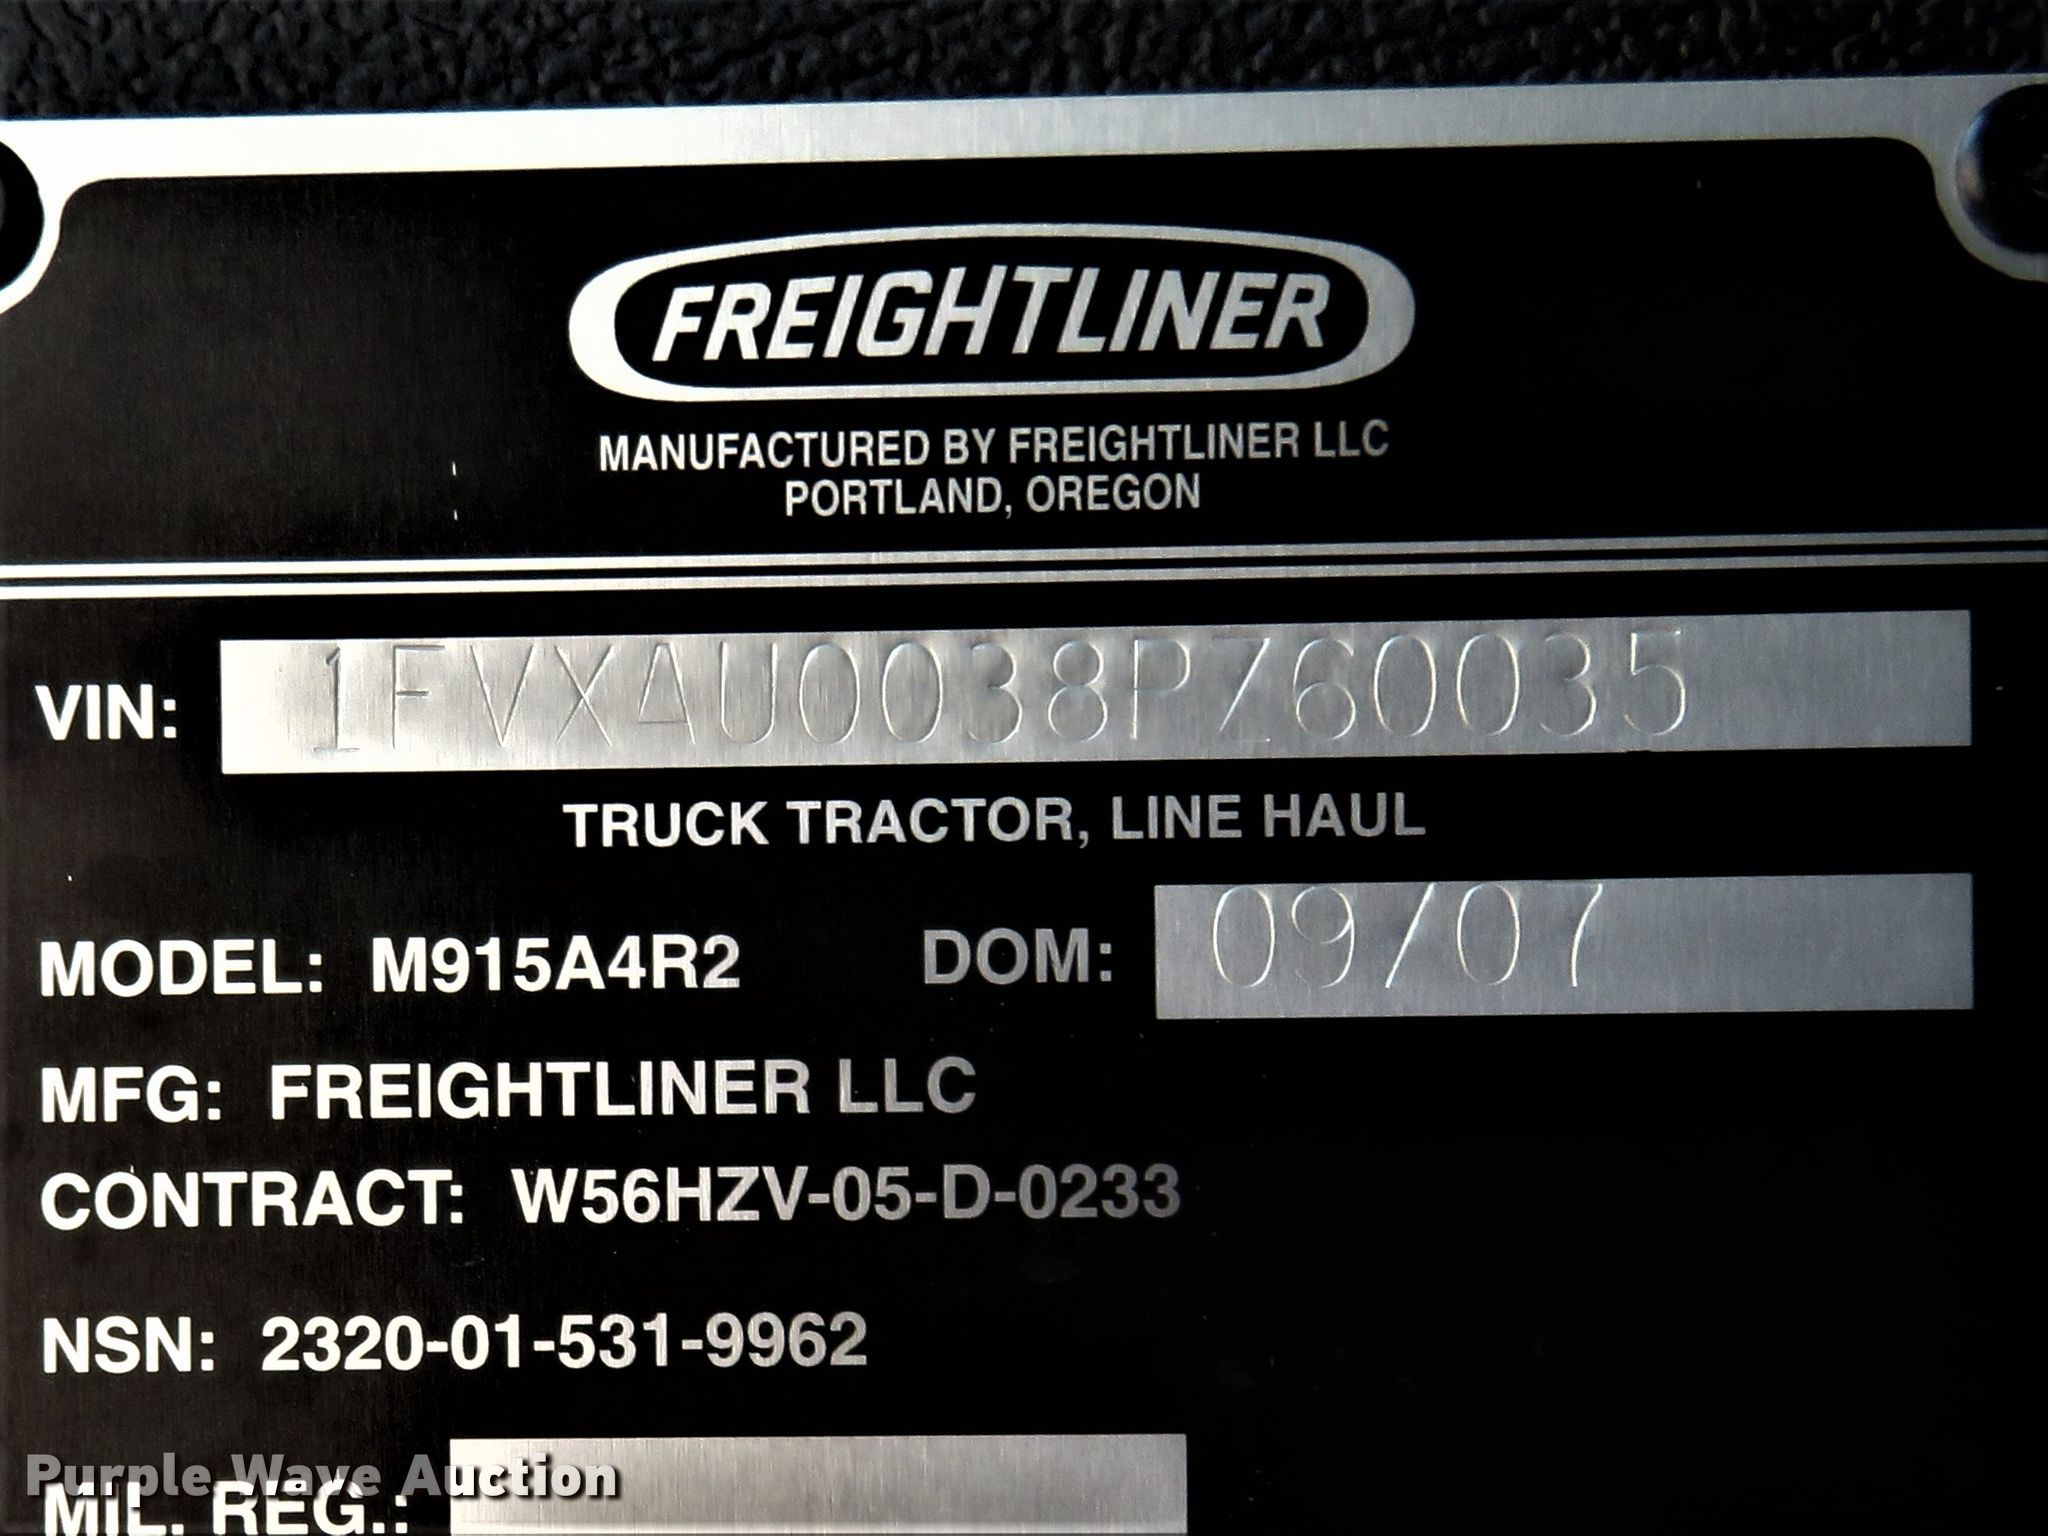 FREIGHTLINER
MANUFACTURED BY FREIGHTLINER LLC
PORTLAND, OREGON
VIN: 1FVXAU0038PZ60035
TRUCK TRACTOR, LINE HAUL
MODEL: M915A4R2 DOM: 09/07
MFG: FREIGHTLINER LLC
CONTRACT: W56HZV-05-D-0233
NSN: 2320-01-531-9962
Purple Wave Auction
MIL. REG.: